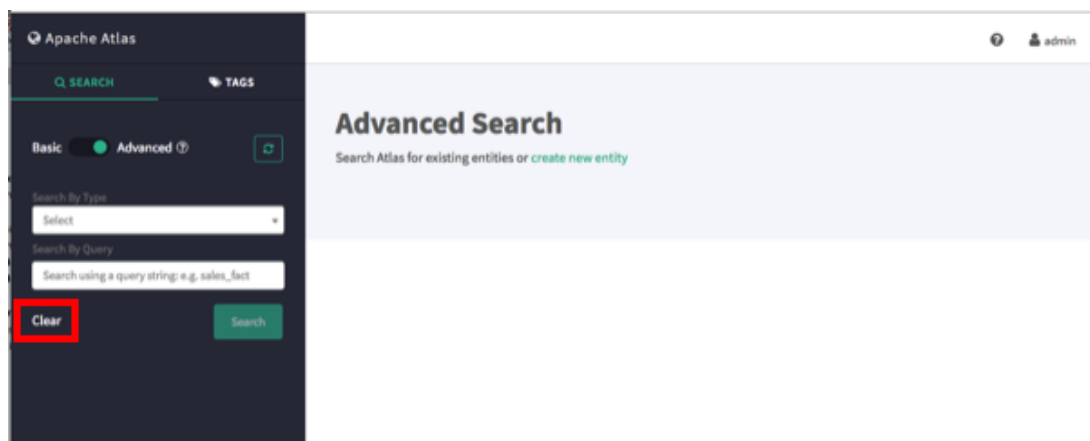 Apache Atlas
admin
SEARCH
TAGS
Basic
Advanced
Search By Type
Select
Search By Query
Search using a query string: e.g. sales_fact
Clear
Search
Advanced Search
Search Atlas for existing entities or create new entity